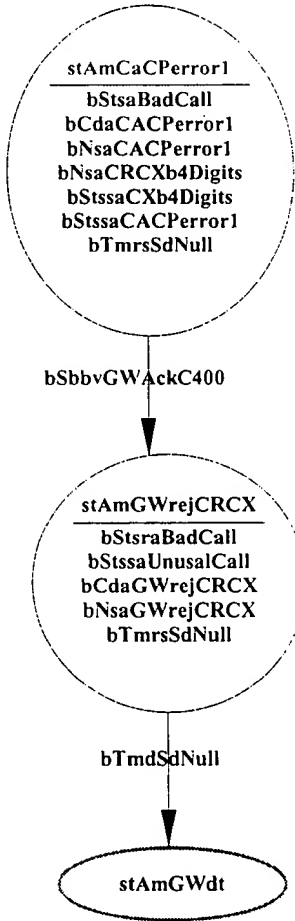 stAmCaCPerror1
bStsaBadCall
bCdaCACPerror1
bNsaCACPerror1
bNsaCRCXb4Digits
bStssaCXb4Digits
bStssaCACPerror1
bTmrsSdNull
bSbbvGWAckC400
stAmGWrejCRCX
bStsraBadCall
bStssaUnusalCall
bCdaGWrejCRCX
bNsaGWrejCRCX
bTmrsSdNull
bTmdSdNull
stAmGWdt